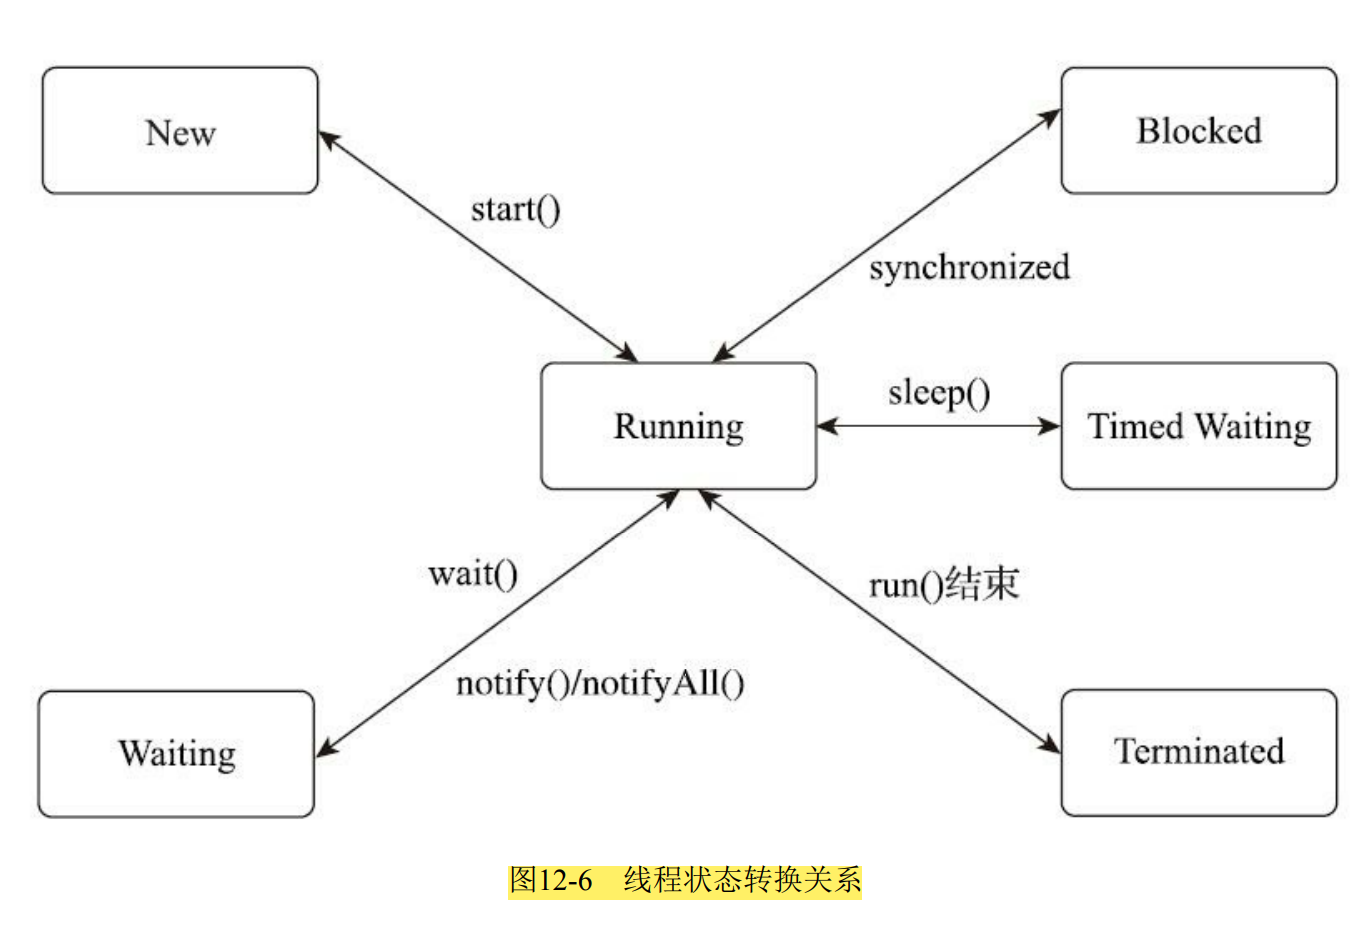 New
Blocked
start()
synchronized
sleep()
Running
Timed Waiting
wait()
run()结束
notify()/notifyAll()
Waiting
Terminated
图12-6 线程状态转换关系